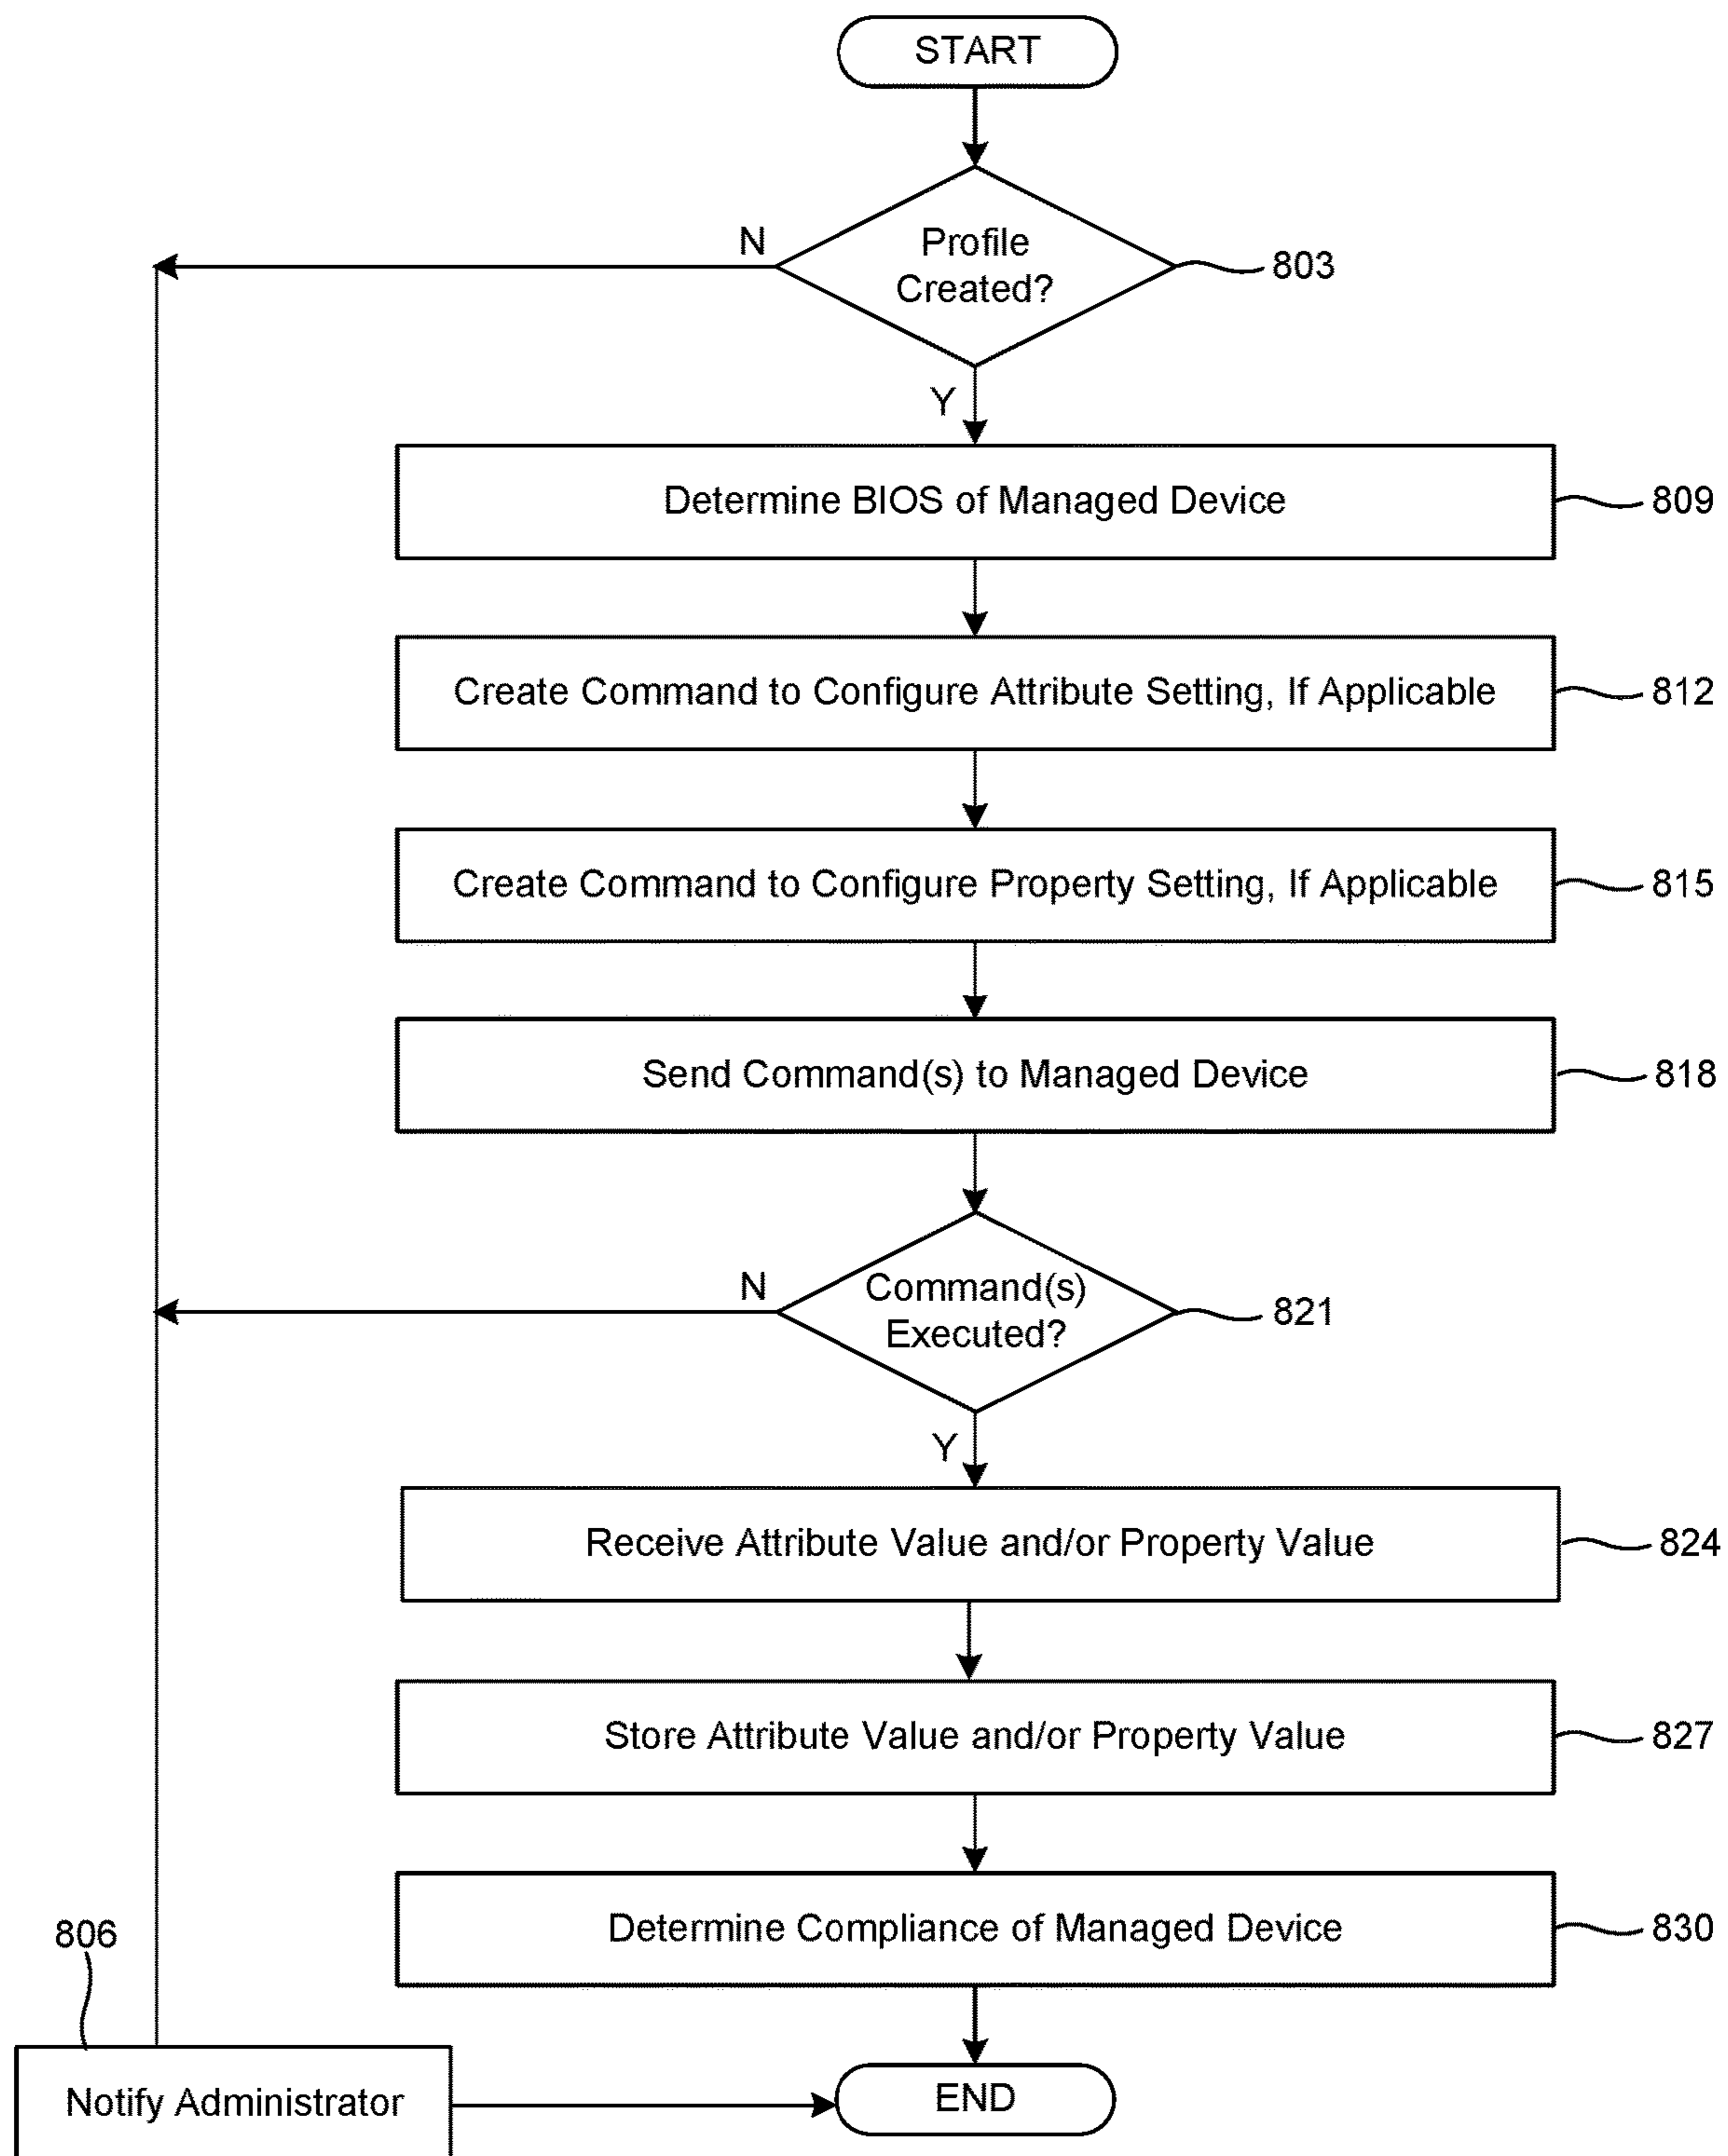 START
N
Profile
Created?
803
Y
Determine BIOS of Managed Device
809
Create Command to Configure Attribute Setting, If Applicable
812
Create Command to Configure Property Setting, If Applicable
815
Send Command(s) to Managed Device
818
N
Command(s)
Executed?
821
Y
Receive Attribute Value and/or Property Value
824
Store Attribute Value and/or Property Value
827
Determine Compliance of Managed Device
830
806
Notify Administrator
END